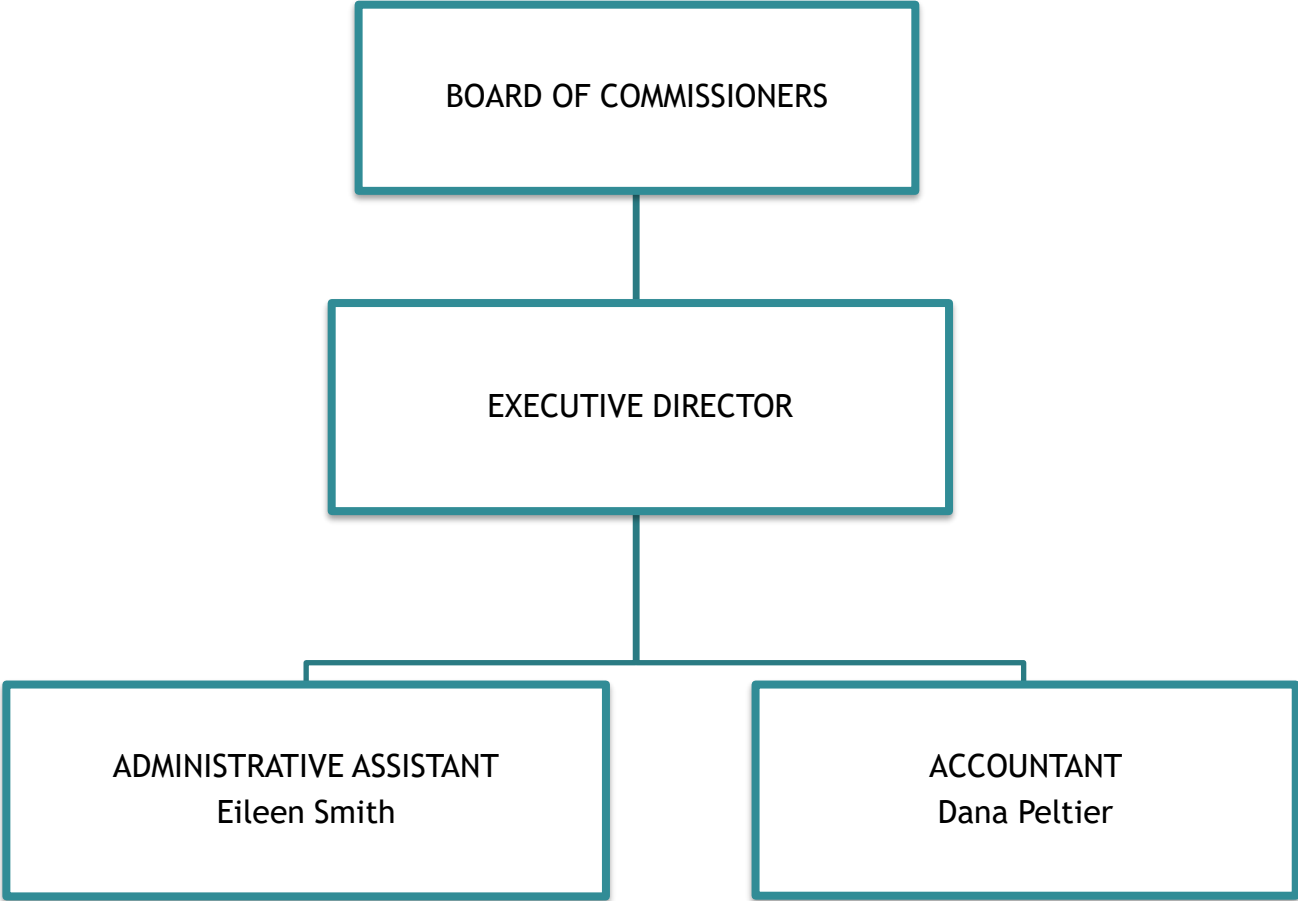 BOARD OF COMMISSIONERS
EXECUTIVE DIRECTOR
ADMINISTRATIVE ASSISTANT
Eileen Smith
ACCOUNTANT
Dana Peltier